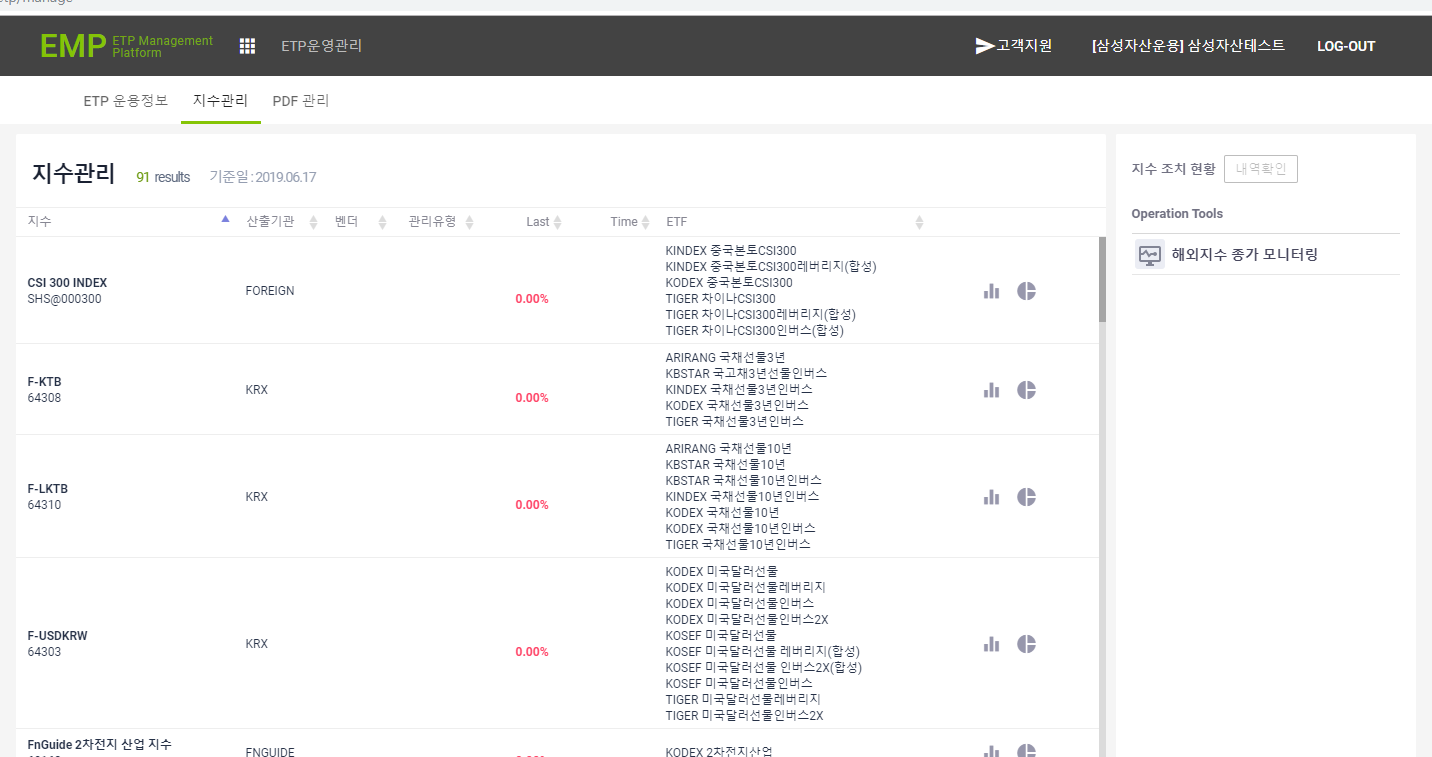 etp/manage
EMP ETP Management Platform
ETP운영관리
고객지원
[삼성자산운용] 삼성자산테스트
LOG-OUT
ETP 운용정보
지수관리
PDF 관리
지수관리 91 results 기준일 : 2019.06.17
지수 산출기관 벤더 관리유형 Last Time ETF
CSI 300 INDEX
SHS@000300
FOREIGN
0.00%
KINDEX 중국본토CSI300
KINDEX 중국본토CSI300레버리지(합성)
KODEX 중국본토CSI300
TIGER 차이나CSI300
TIGER 차이나CSI300레버리지(합성)
TIGER 차이나CSI300인버스(합성)
F-KTB
64308
KRX
0.00%
ARIRANG 국채선물3년
KBSTAR 국고채3년선물인버스
KINDEX 국채선물3년인버스
KODEX 국채선물3년인버스
TIGER 국채선물3년인버스
F-LKTB
64310
KRX
0.00%
ARIRANG 국채선물10년
KBSTAR 국채선물10년
KBSTAR 국채선물10년인버스
KINDEX 국채선물10년인버스
KODEX 국채선물10년
KODEX 국채선물10년인버스
TIGER 국채선물10년인버스
F-USDKRW
64303
KRX
0.00%
KODEX 미국달러선물
KODEX 미국달러선물레버리지
KODEX 미국달러선물인버스
KODEX 미국달러선물인버스2X
KOSEF 미국달러선물
KOSEF 미국달러선물 레버리지(합성)
KOSEF 미국달러선물 인버스2X(합성)
KOSEF 미국달러선물인버스
TIGER 미국달러선물레버리지
TIGER 미국달러선물인버스2X
FnGuide 2차전지 산업 지수
FNGUIDE
KODEX 2차전지산업
지수 조치 현황 내역확인
Operation Tools
해외지수 종가 모니터링